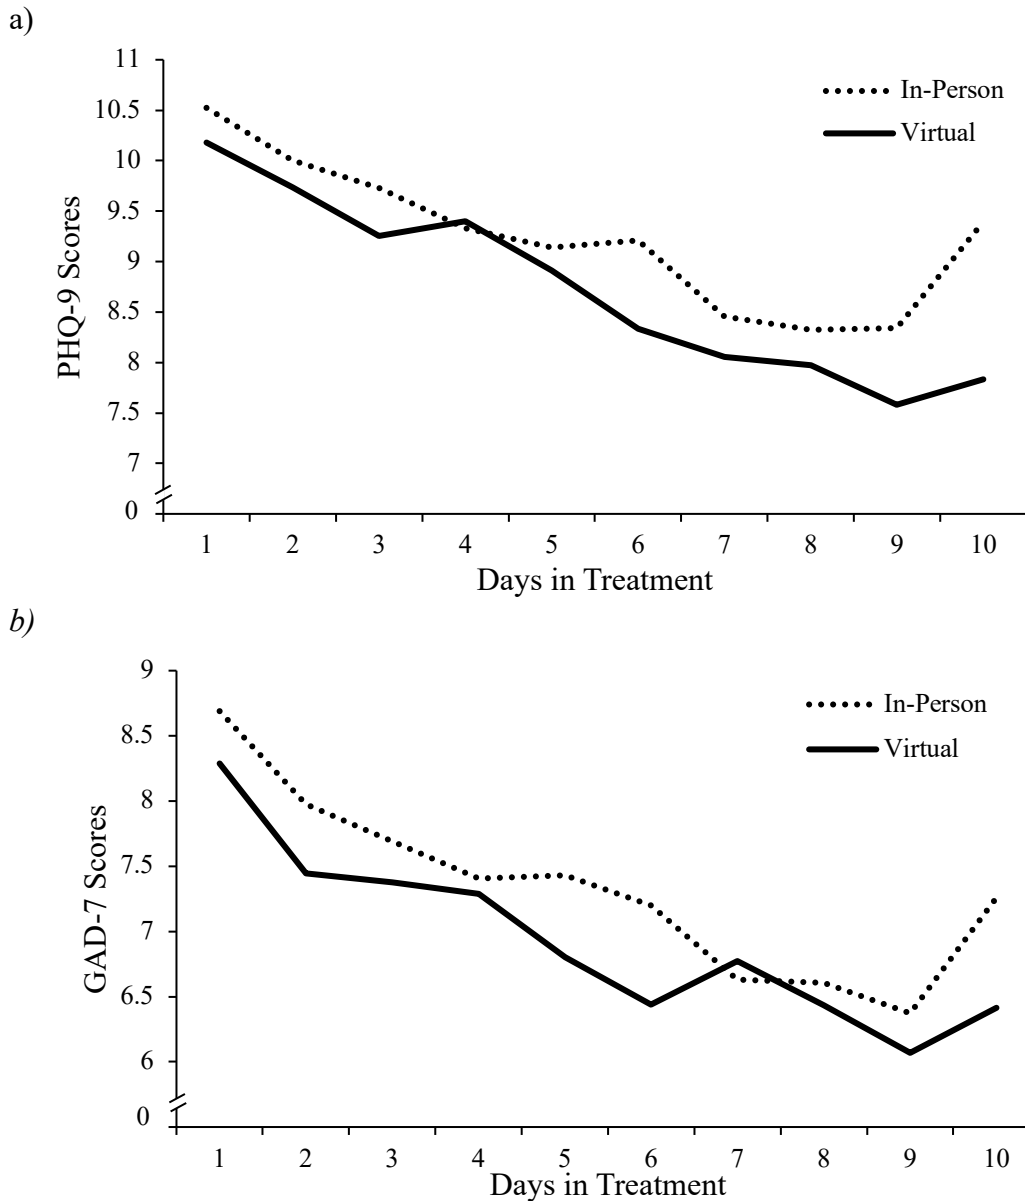 a)
11
10.5
10
9.5
9
8.5
8
7.5
7
0
PHQ-9 Scores
In-Person
Virtual
1 2 3 4 5 6 7 8 9 10
Days in Treatment
b)
9
8.5
8
7.5
7
6.5
6
0
GAD-7 Scores
In-Person
Virtual
1 2 3 4 5 6 7 8 9 10
Days in Treatment